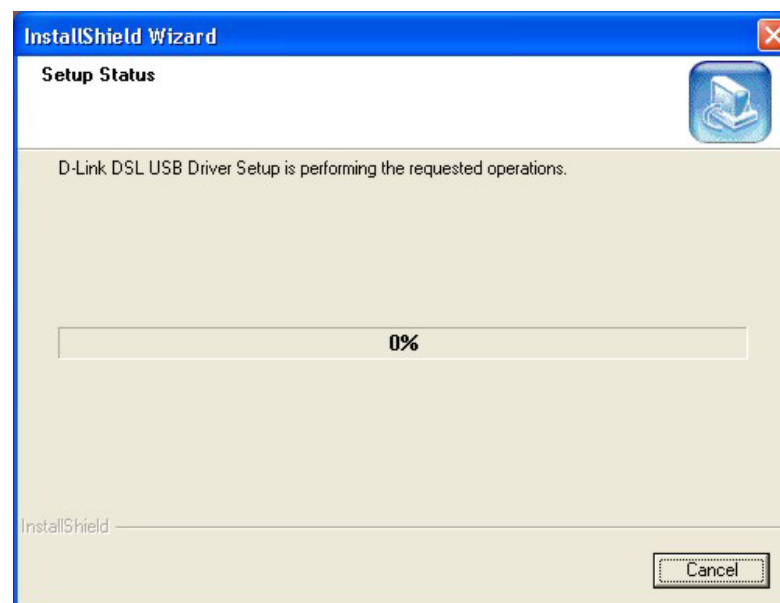 InstallShield Wizard
Setup Status
D-Link DSL USB Driver Setup is performing the requested operations.
0%
InstallShield
Cancel